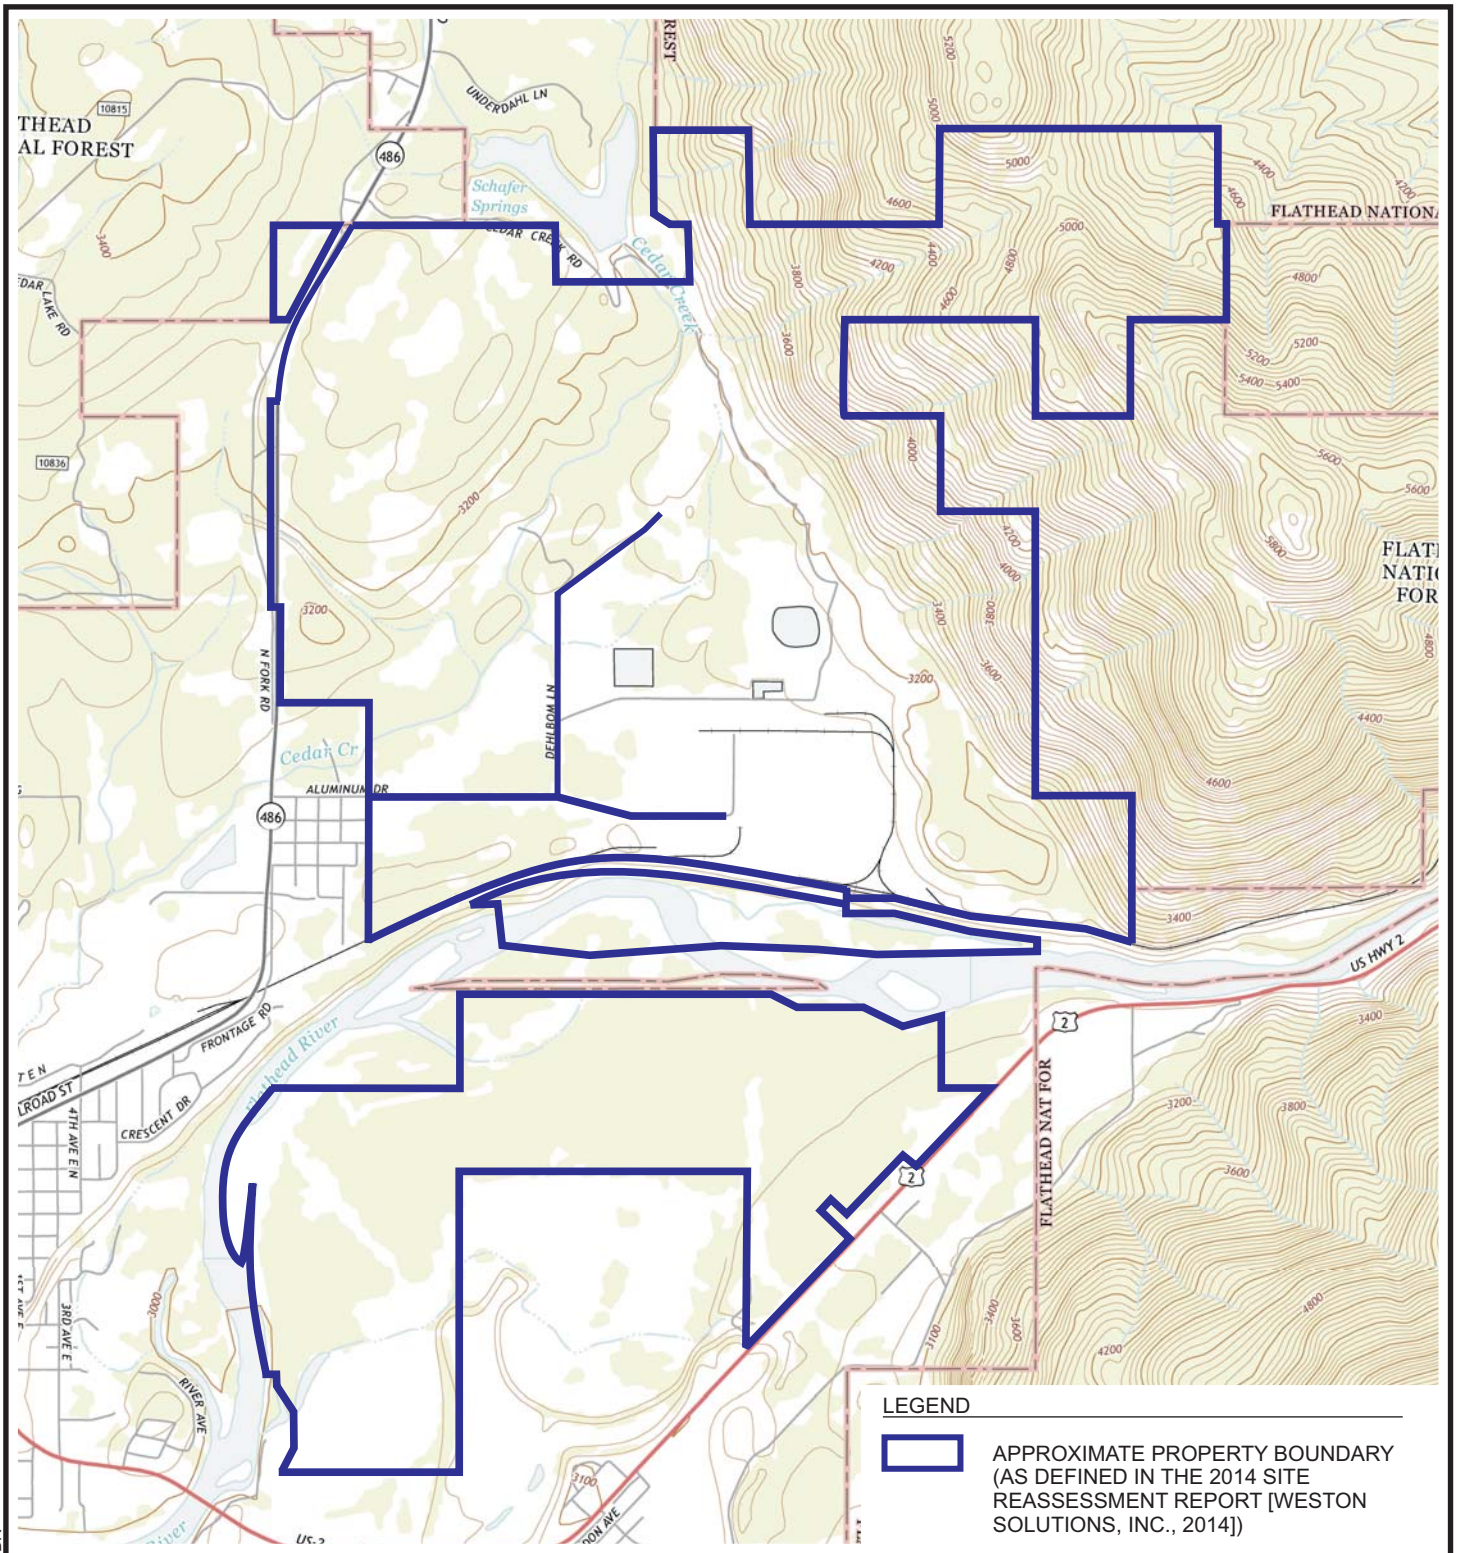 REST
UNDERDAHL LN
5200
5000
10815
THEAD
AL FOREST
486
Schafer
Springs
5000
4400
4200
4600
4600
FLATHEAD NATIONA
CEDAR CREEK RD
5000
3400
Cedar Creek
4400
4200
4800
3800
4800
EDAR LAKE RD
4600
3600
5200
5200
5400
5400
4000
5600
10836
5600
3200
4200
5800
FLAT
NATIO
FOR
4000
3200
3400
3800
4800
N FORK RD
3600
3200
DEHLBOM LN
4400
Cedar Cr
4600
ALUMINUM DR
486
3400
US HWY 2
2
3400
FRONTAGE RD
Flathead River
TEN
LROAD ST
4TH AVE E N
CRESCENT DR
FLATHEAD NAT FOR
3200
3800
3600
2
3000
3RD AVE E
3400
3600
3100
4800
4200
RIVER AVE
3100
DON AVE
US-2
River
LEGEND
APPROXIMATE PROPERTY BOUNDARY
(AS DEFINED IN THE 2014 SITE
REASSESSMENT REPORT [WESTON
SOLUTIONS, INC., 2014])